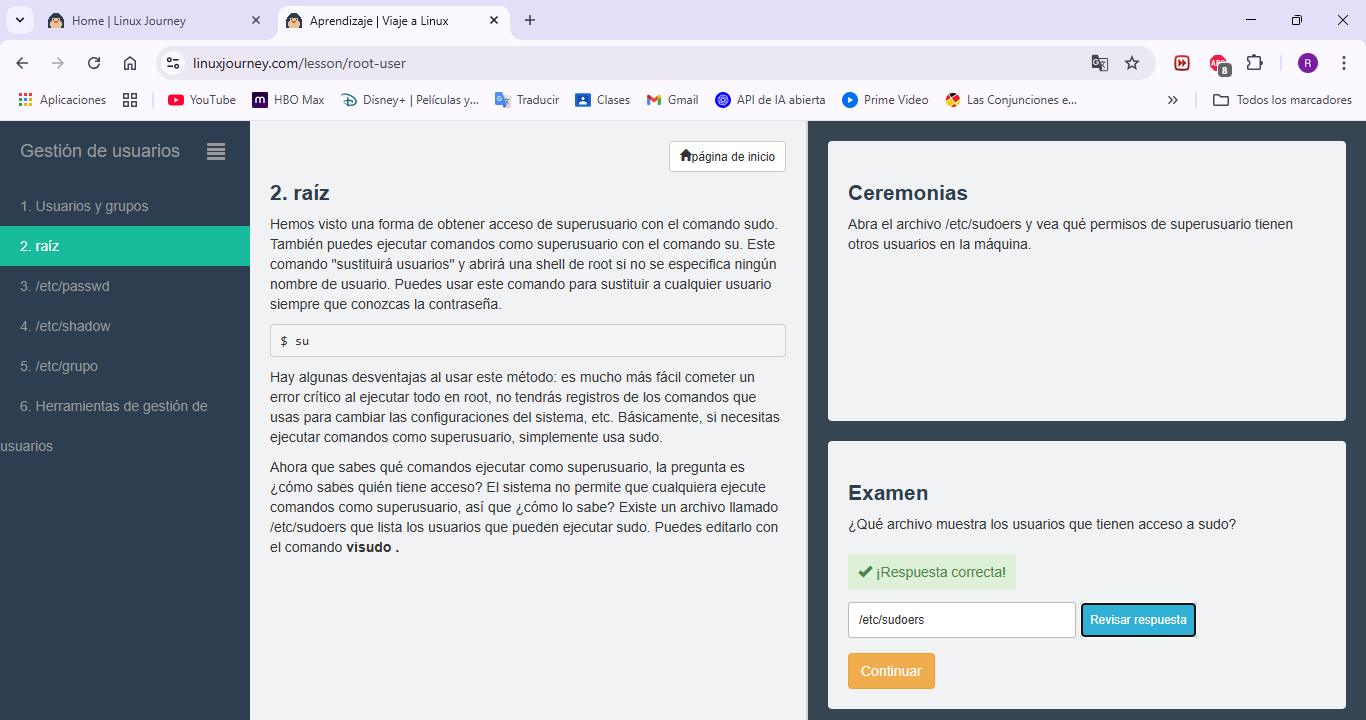 Home | Linux Journey
Aprendizaje | Viaje a Linux
linuxjourney.com/lesson/root-user
8
R
Aplicaciones
YouTube
HBO Max
Disney+ | Películas y...
Traducir
Clases
Gmail
API de IA abierta
Prime Video
Las Conjunciones e...
Todos los marcadores
Gestión de usuarios
1. Usuarios y grupos
2. raíz
3. /etc/passwd
4. /etc/shadow
5. /etc/grupo
6. Herramientas de gestión de
usuarios
página de inicio
2. raíz
Hemos visto una forma de obtener acceso de superusuario con el comando sudo.
También puedes ejecutar comandos como superusuario con el comando su. Este
comando "sustituirá usuarios" y abrirá una shell de root si no se especifica ningún
nombre de usuario. Puedes usar este comando para sustituir a cualquier usuario
siempre que conozcas la contraseña.
$ su
Hay algunas desventajas al usar este método: es mucho más fácil cometer un
error crítico al ejecutar todo en root, no tendrás registros de los comandos que
usas para cambiar las configuraciones del sistema, etc. Básicamente, si necesitas
ejecutar comandos como superusuario, simplemente usa sudo.
Ahora que sabes qué comandos ejecutar como superusuario, la pregunta es
¿cómo sabes quién tiene acceso? El sistema no permite que cualquiera ejecute
comandos como superusuario, así que ¿cómo lo sabe? Existe un archivo llamado
/etc/sudoers que lista los usuarios que pueden ejecutar sudo. Puedes editarlo con
el comando visudo .
Ceremonias
Abra el archivo /etc/sudoers y vea qué permisos de superusuario tienen
otros usuarios en la máquina.
Examen
¿Qué archivo muestra los usuarios que tienen acceso a sudo?
¡Respuesta correcta!
/etc/sudoers
Revisar respuesta
Continuar